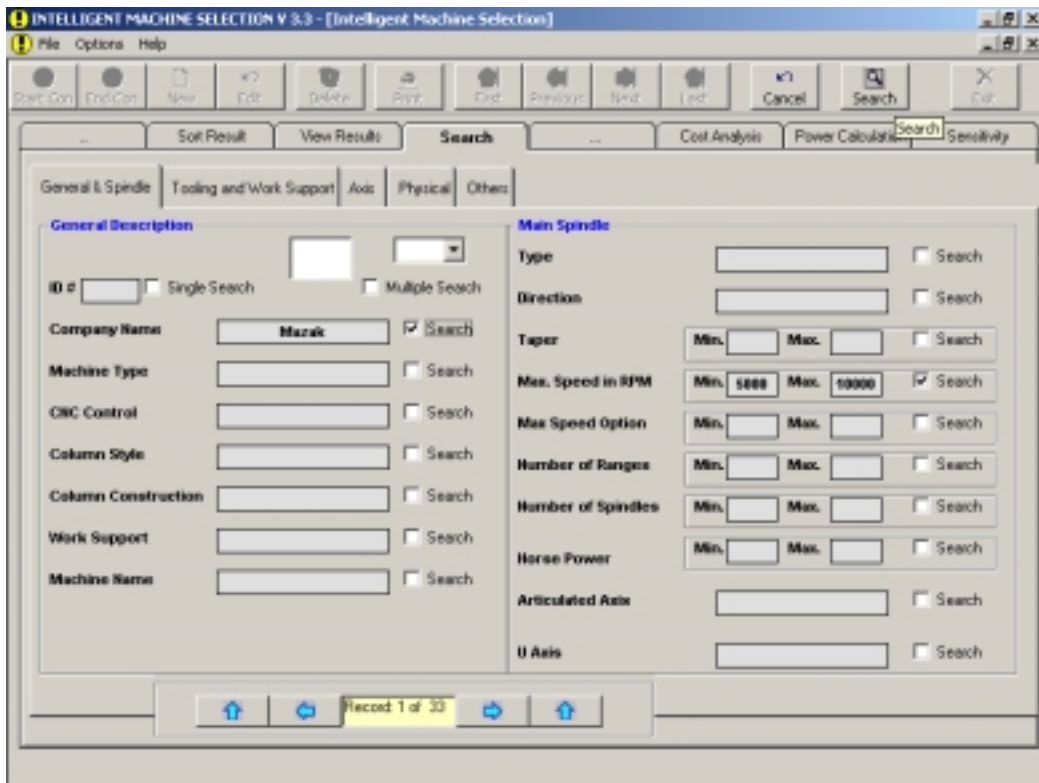 INTELLIGENT MACHINE SELECTION V 3.3 - [Intelligent Machine Selection]
File Options Help
Start Con End Con New Edit Delete Print First Previous Next Last Cancel Search Exit
... Sort Result View Results Search ... Cost Analysis Power Calculation Sensitivity
Search
General & Spindle Tooling and Work Support Axis Physical Others
General Description
ID # Single Search Multiple Search
Company Name Mazak Search
Machine Type Search
CNC Control Search
Column Style Search
Column Construction Search
Work Support Search
Machine Name Search
Main Spindle
Type Search
Direction Search
Taper Min. Max. Search
Max. Speed in RPM Min. 5000 Max. 10000 Search
Max Speed Option Min. Max. Search
Number of Ranges Min. Max. Search
Number of Spindles Min. Max. Search
Horse Power Min. Max. Search
Articulated Axis Search
U Axis Search
Record: 1 of 33